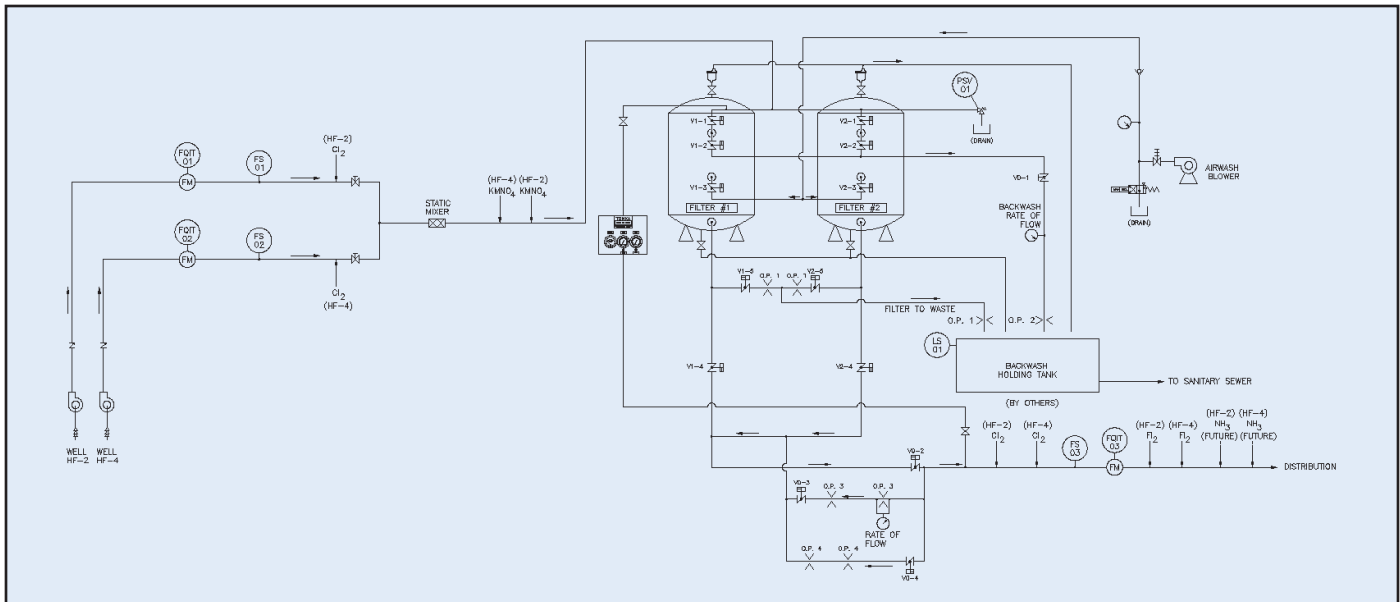 (HF-2)
Cl2
FQIT
01
FS
01
FM
FQIT
02
FS
02
FM
Cl2
(HF-4)
STATIC
MIXER
(HF-4) (HF-2)
KMNO4 KMNO4
WELL
HF-2
WELL
HF-4
V1-1
V1-2
V1-3
FILTER #1
V2-1
V2-2
V2-3
FILTER #2
PSV
01
(DRAIN)
V0-1
BACKWASH
RATE OF
FLOW
AIRWASH
BLOWER
(DRAIN)
V1-5
O.P. 1
O.P. 1
V2-5
FILTER TO WASTE
O.P. 1
O.P. 2
LS
01
BACKWASH
HOLDING TANK
(BY OTHERS)
TO SANITARY SEWER
V1-4
V2-4
V0-2
(HF-2)
Cl2
(HF-4)
Cl2
FS
03
FQIT
03
FM
(HF-2)
Fl2
(HF-4)
Fl2
(HF-2)
NH3
(FUTURE)
(HF-4)
NH3
(FUTURE)
DISTRIBUTION
V0-3
O.P. 3
O.P. 3
RATE OF
FLOW
O.P. 4
O.P. 4
V0-4